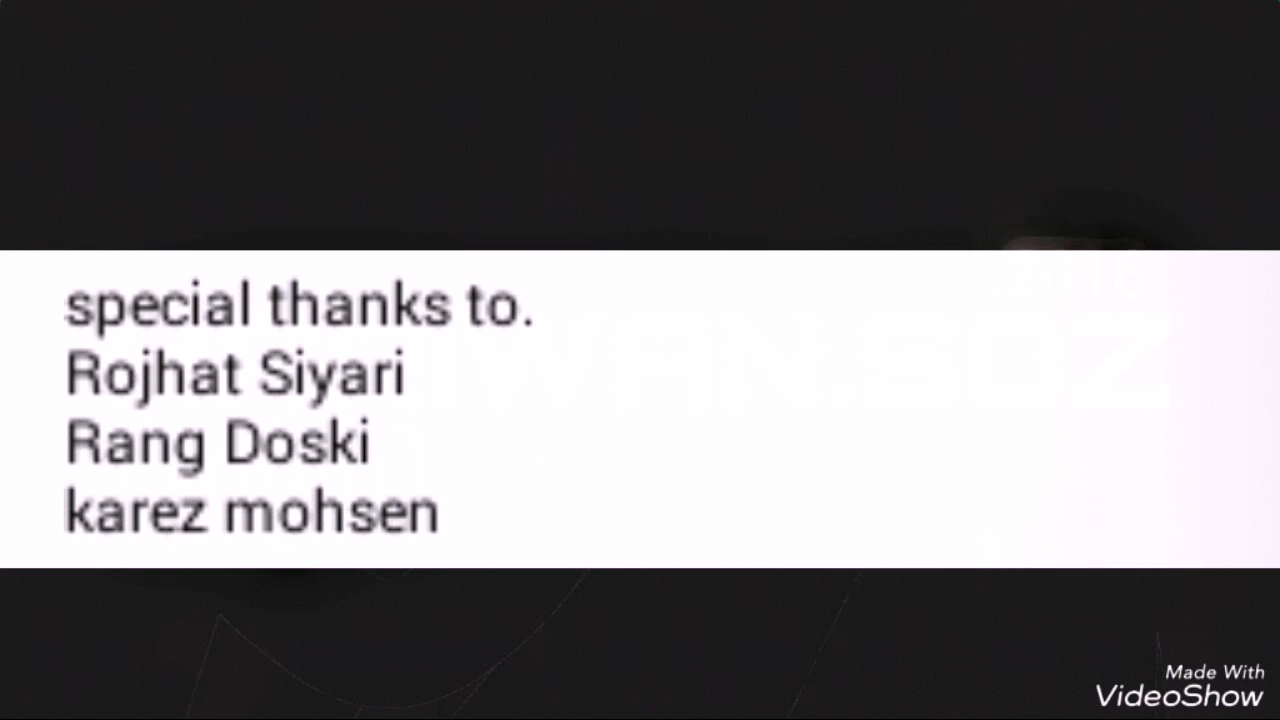 special thanks to.
Rojhat Siyari
Rang Doski
karez mohsen
Made With
VideoShow